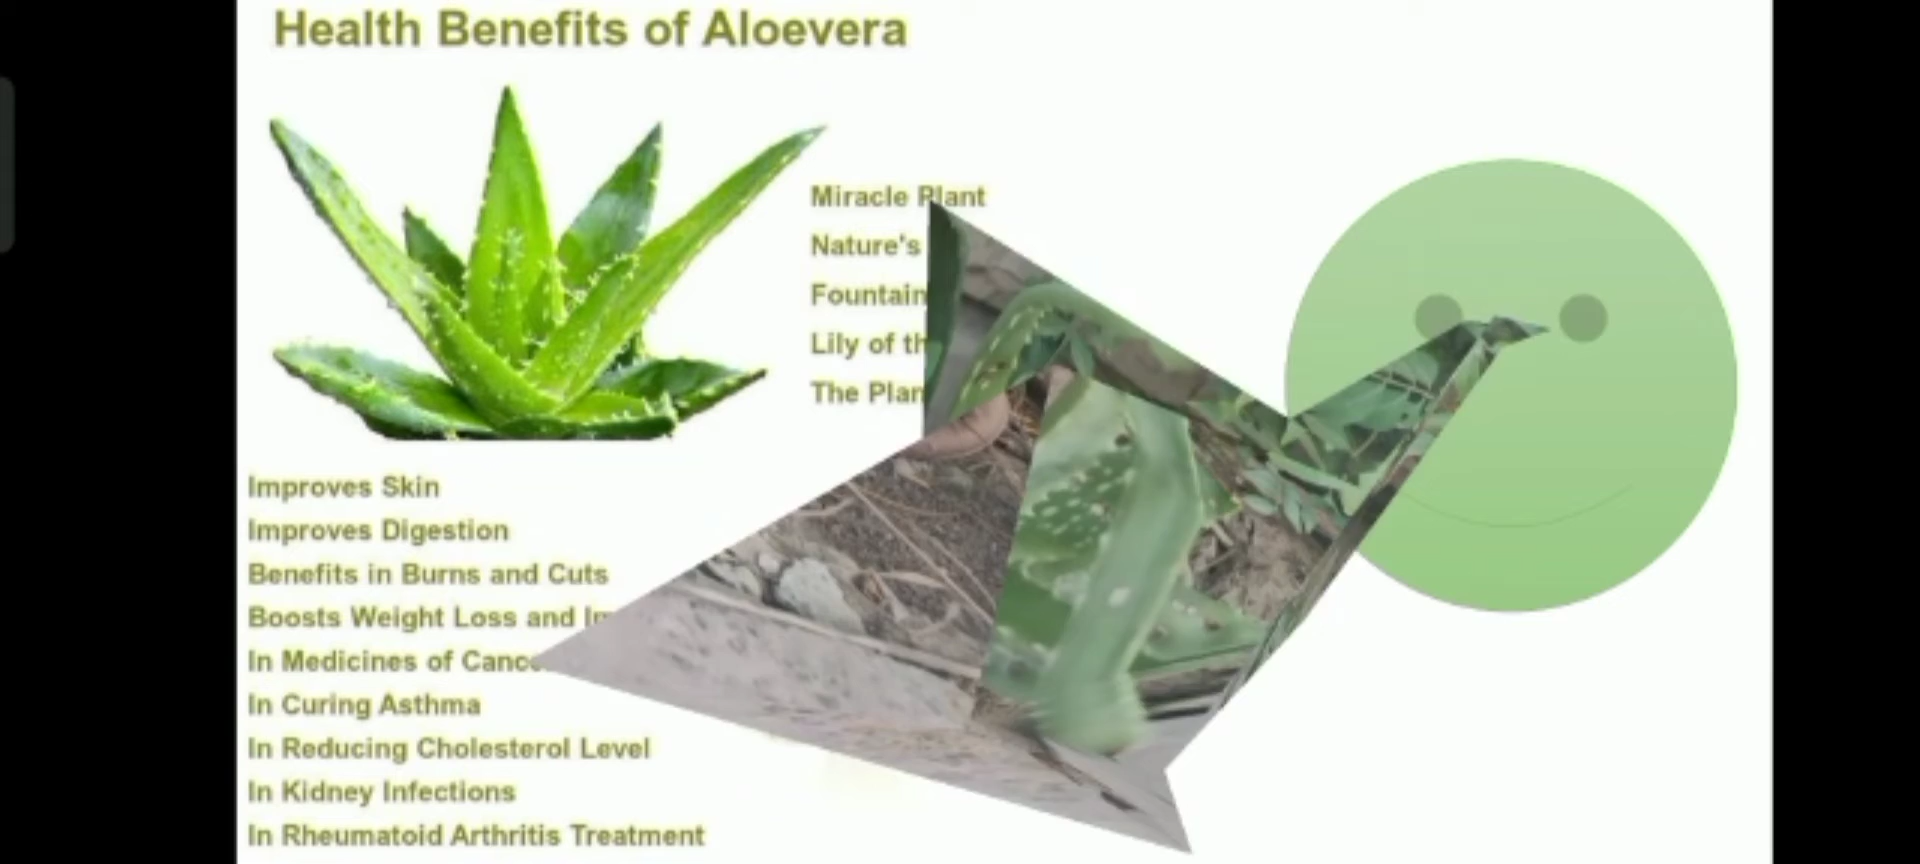 Health Benefits of Aloevera
Miracle Plant
Nature's
Fountain
Lily of
The
Improves Skin
Improves Digestion
Benefits in Burns and Cuts
Boosts Weight Loss and
In Medicines of
In Curing Asthma
In Reducing Cholesterol Level
In Kidney Infections
In Rheumatoid Arthritis Treatment